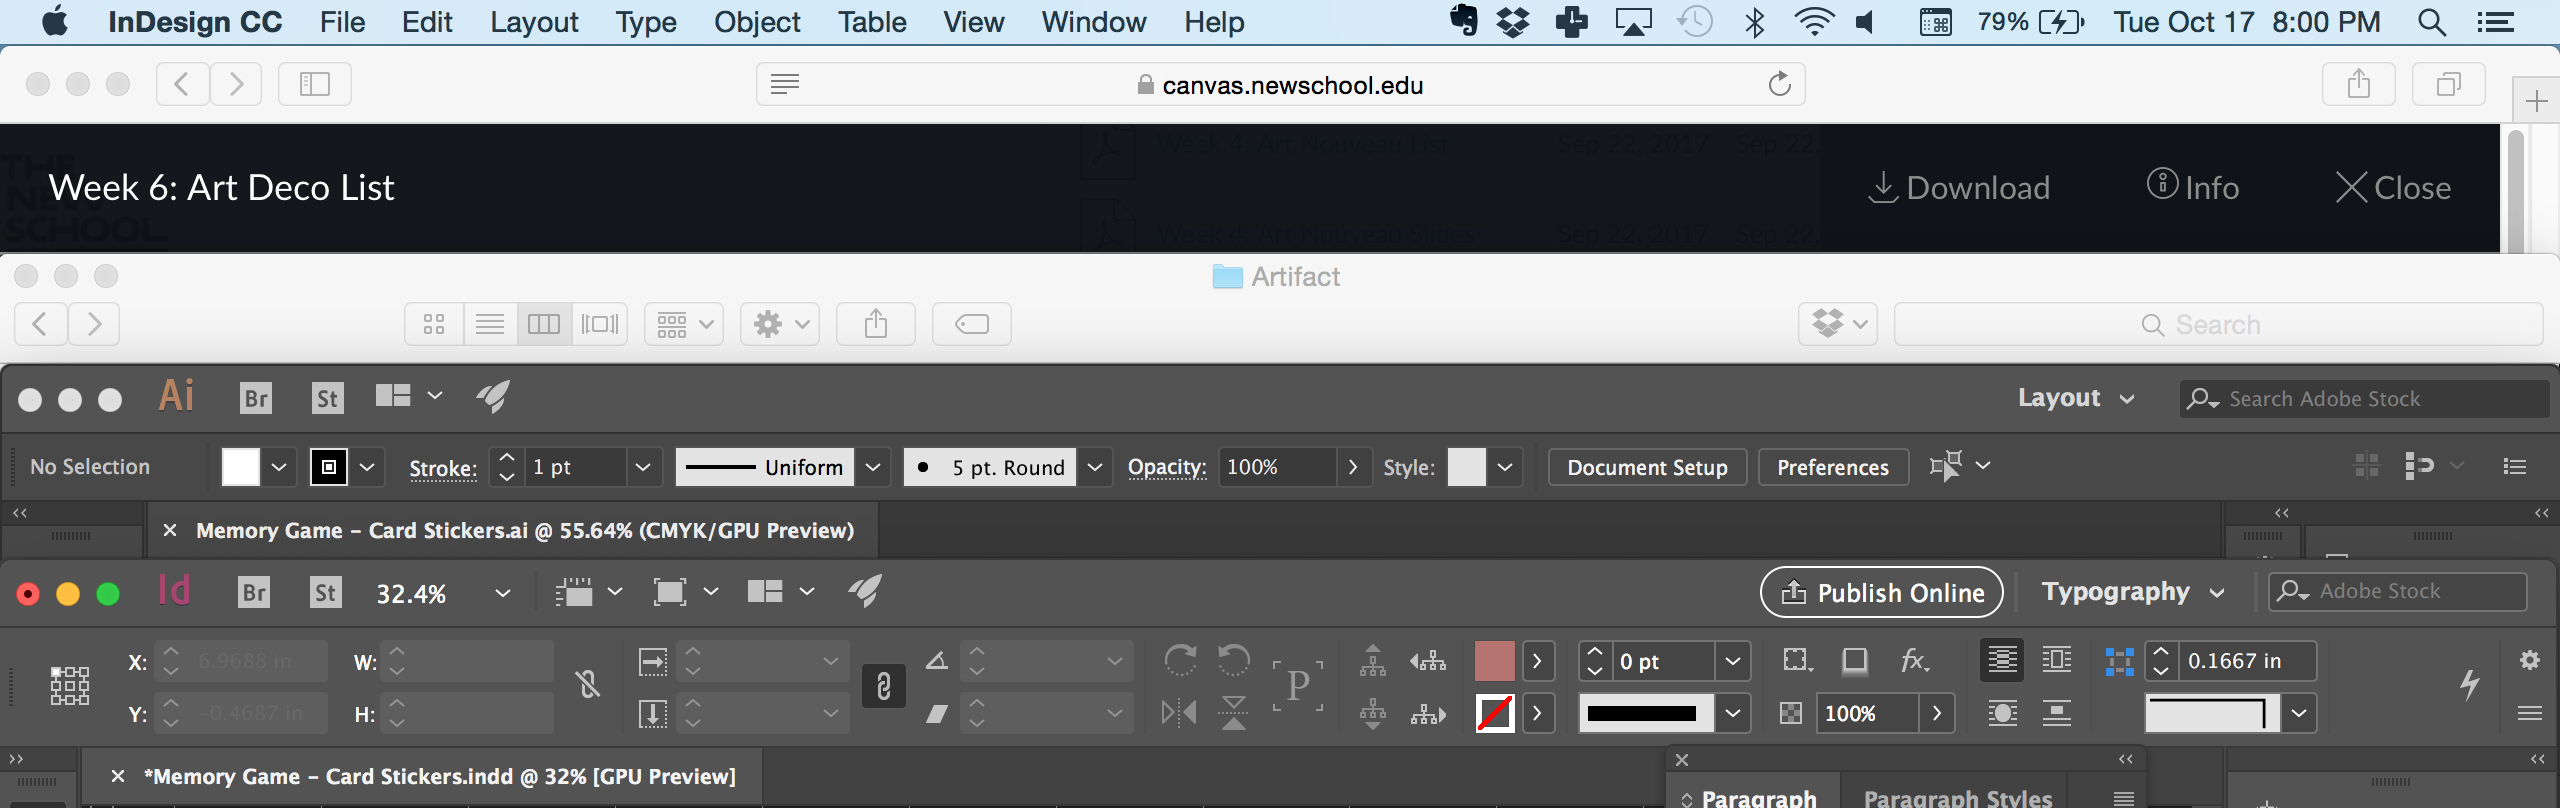 InDesign CC File Edit Layout Type Object Table View Window Help 79% Tue Oct 17 8:00 PM
canvas.newschool.edu
Week 4: Art Nouveau List Sep 22, 2017 Sep 22,
THE
NEW
SCHOOL
Week 6: Art Deco List Download Info Close
Week 4: Art Nouveau Slides Sep 22, 2017 Sep 22,
Artifact
Search
Ai Br St Layout Search Adobe Stock
No Selection Stroke: 1 pt Uniform 5 pt. Round Opacity: 100% Style: Document Setup Preferences
Memory Game – Card Stickers.ai @ 55.64% (CMYK/GPU Preview)
Id Br St 32.4% Publish Online Typography Adobe Stock
X: 6.9688 in W: 0 pt 0.1667 in
Y: -0.4687 in H: P fx. 100%
*Memory Game – Card Stickers.indd @ 32% [GPU Preview]
Paragraph Paragraph Styles